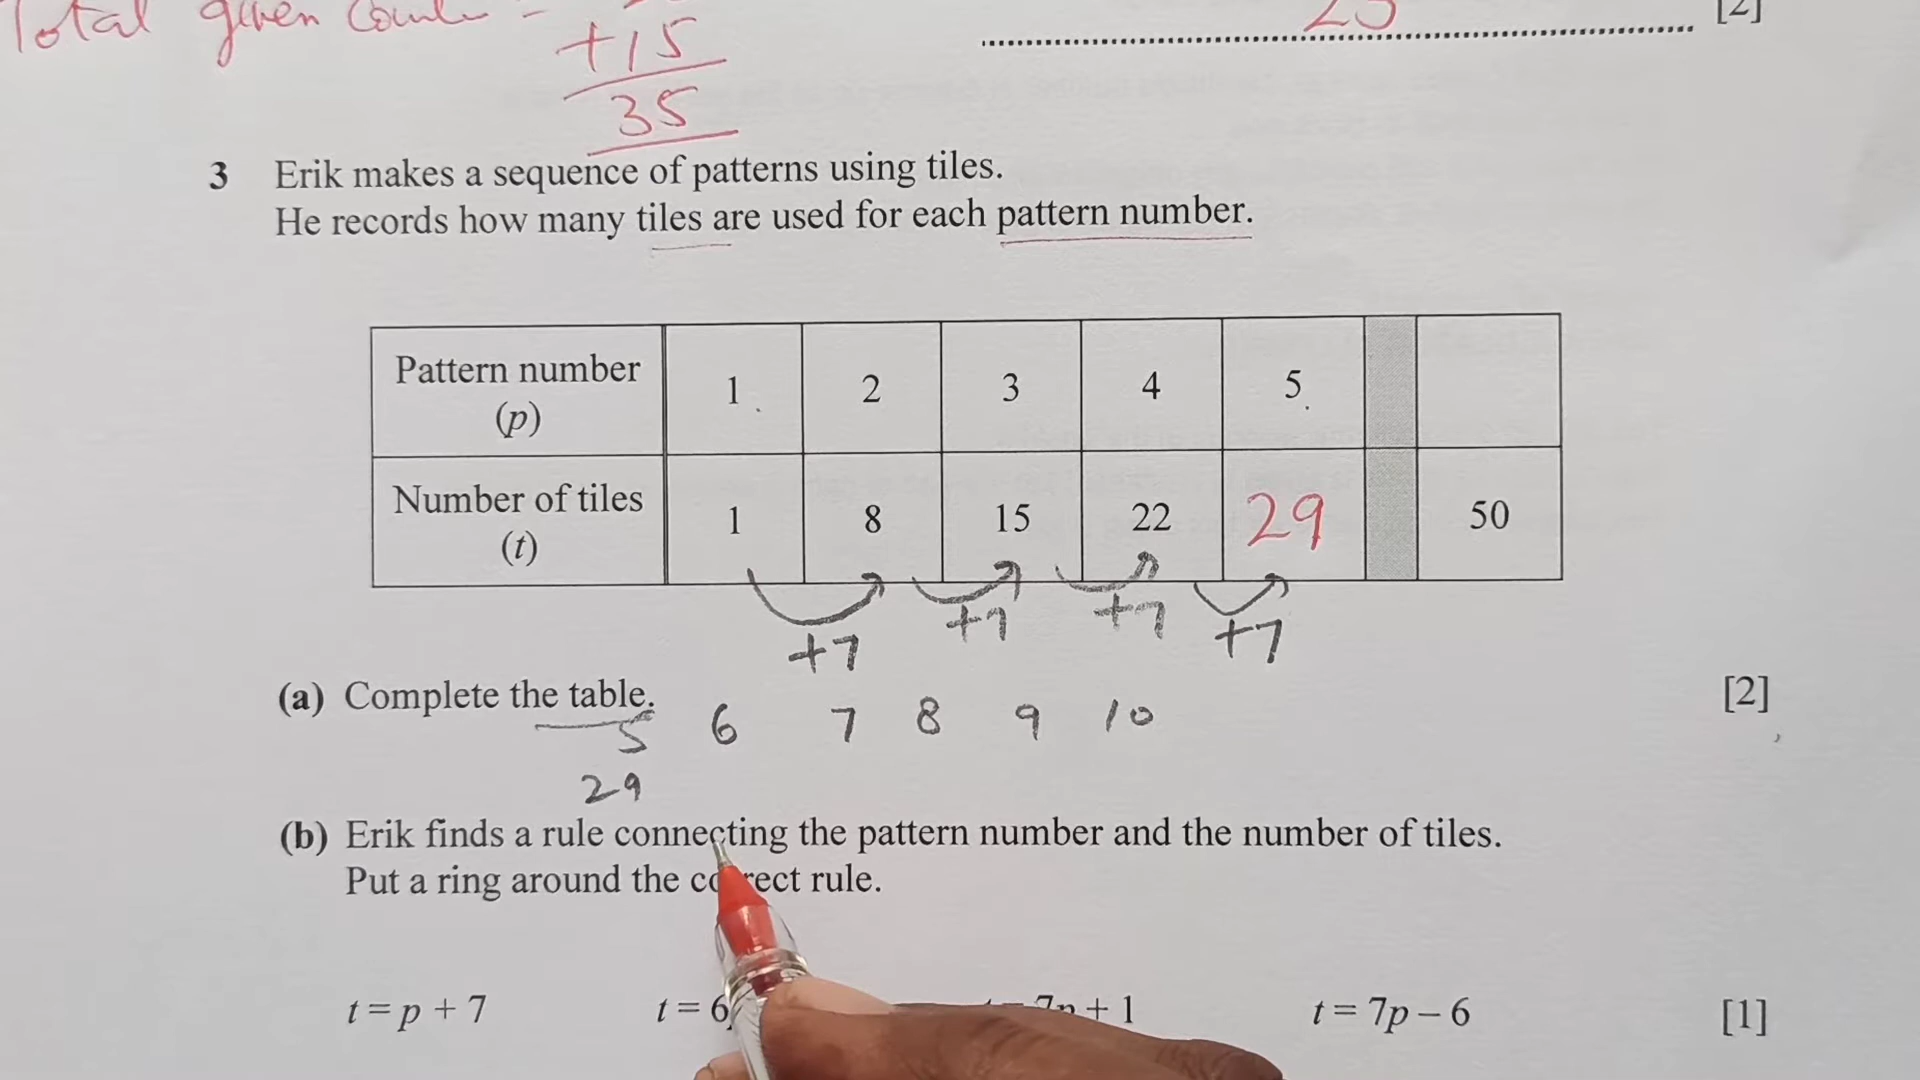 Total given
+15
35
[2]
3 Erik makes a sequence of patterns using tiles.
He records how many tiles are used for each pattern number.
Pattern number (p) 1 2 3 4 5
Number of tiles (t) 1 8 15 22 29 50
+7 +7 +7 +7
(a) Complete the table. [2]
5 6 7 8 9 10
29
(b) Erik finds a rule connecting the pattern number and the number of tiles.
Put a ring around the correct rule.
t = p + 7 t = 6 7p + 1 t = 7p – 6 [1]